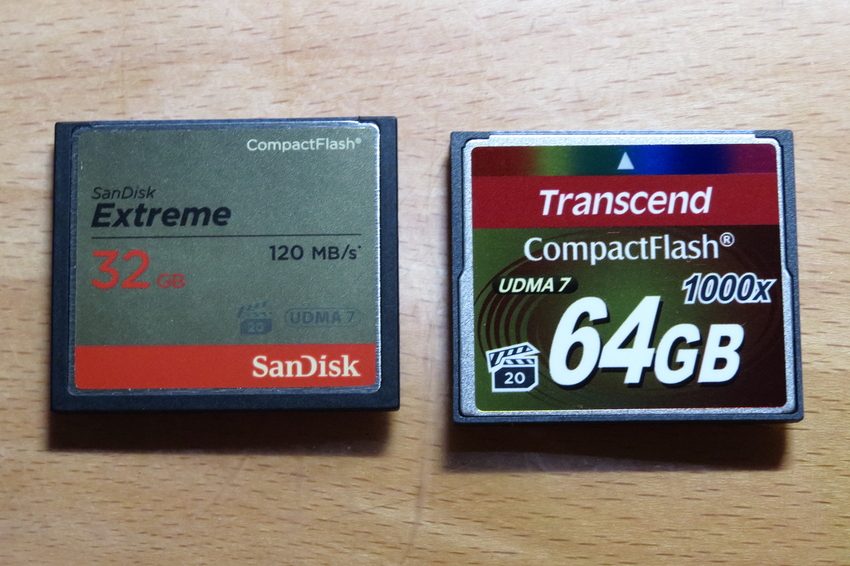 CompactFlash®
SanDisk
Extreme
32 GB
120 MB/s*
20 UDMA 7
SanDisk
Transcend
CompactFlash®
UDMA 7
1000x
64GB
20